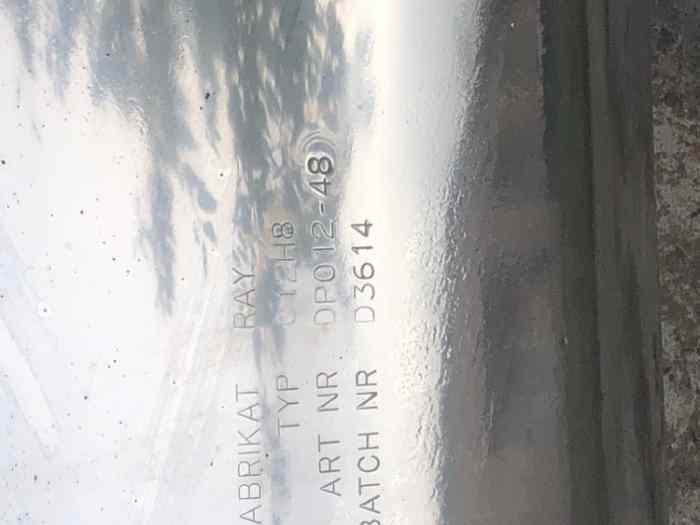 ABRIKAT RAY
TYP C12H8
ART NR DP012-48
BATCH NR D3614